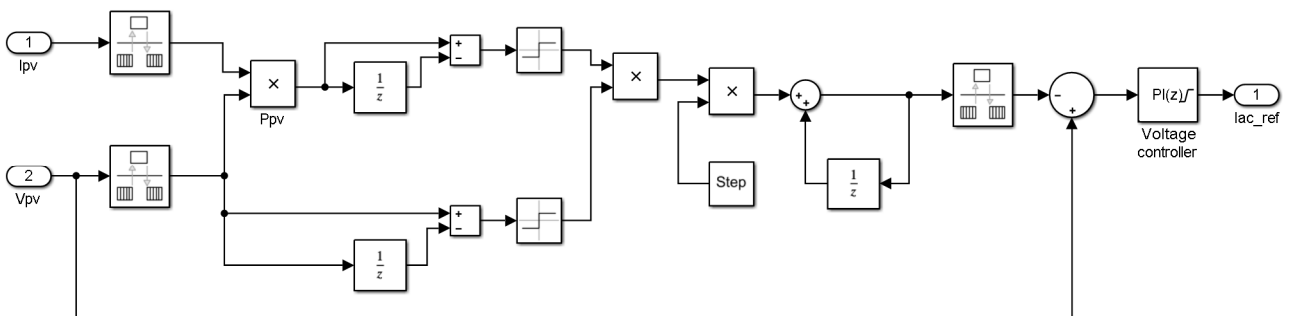 1
Ipv
×
Ppv
+
−
1
z
×
×
+
+
−
+
PI(z)
Voltage
controller
1
Iac_ref
2
Vpv
+
−
1
z
Step
1
z